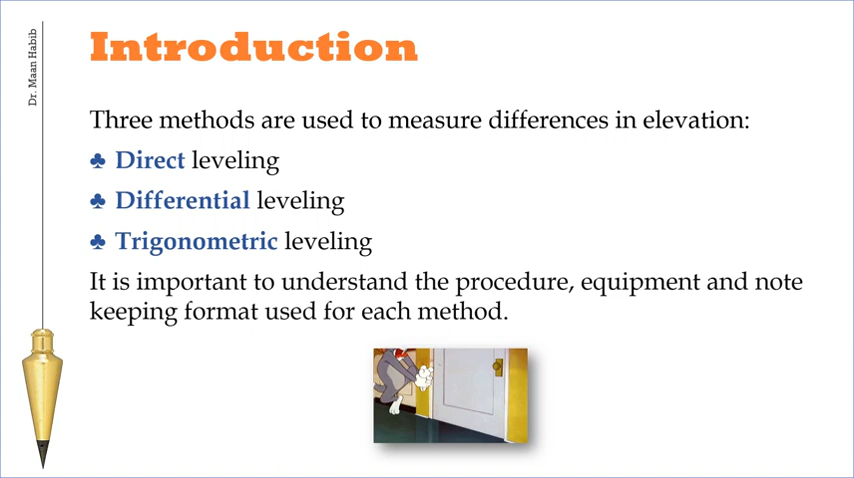 Dr. Maan Habib
Introduction
Three methods are used to measure differences in elevation:
♣ Direct leveling
♣ Differential leveling
♣ Trigonometric leveling
It is important to understand the procedure, equipment and note
keeping format used for each method.